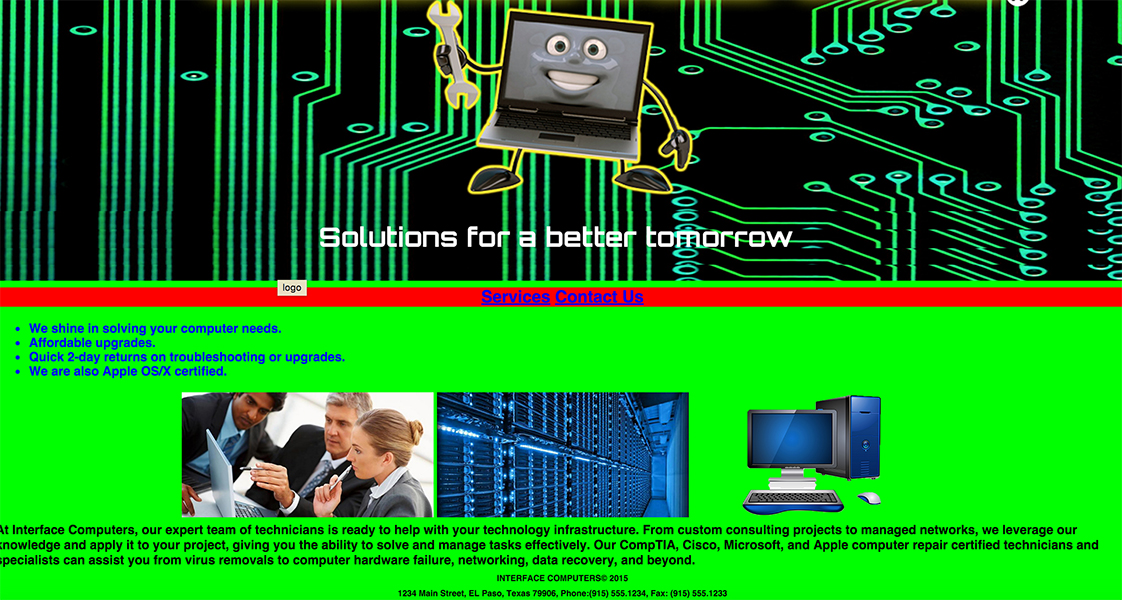 Solutions for a better tomorrow
logo
Services Contact Us
We shine in solving your computer needs.
Affordable upgrades.
Quick 2-day returns on troubleshooting or upgrades.
We are also Apple OS/X certified.
At Interface Computers, our expert team of technicians is ready to help with your technology infrastructure. From custom consulting projects to managed networks, we leverage our
knowledge and apply it to your project, giving you the ability to solve and manage tasks effectively. Our CompTIA, Cisco, Microsoft, and Apple computer repair certified technicians and
specialists can assist you from virus removals to computer hardware failure, networking, data recovery, and beyond.
INTERFACE COMPUTERS© 2015
1234 Main Street, EL Paso, Texas 79906, Phone:(915) 555.1234, Fax: (915) 555.1233